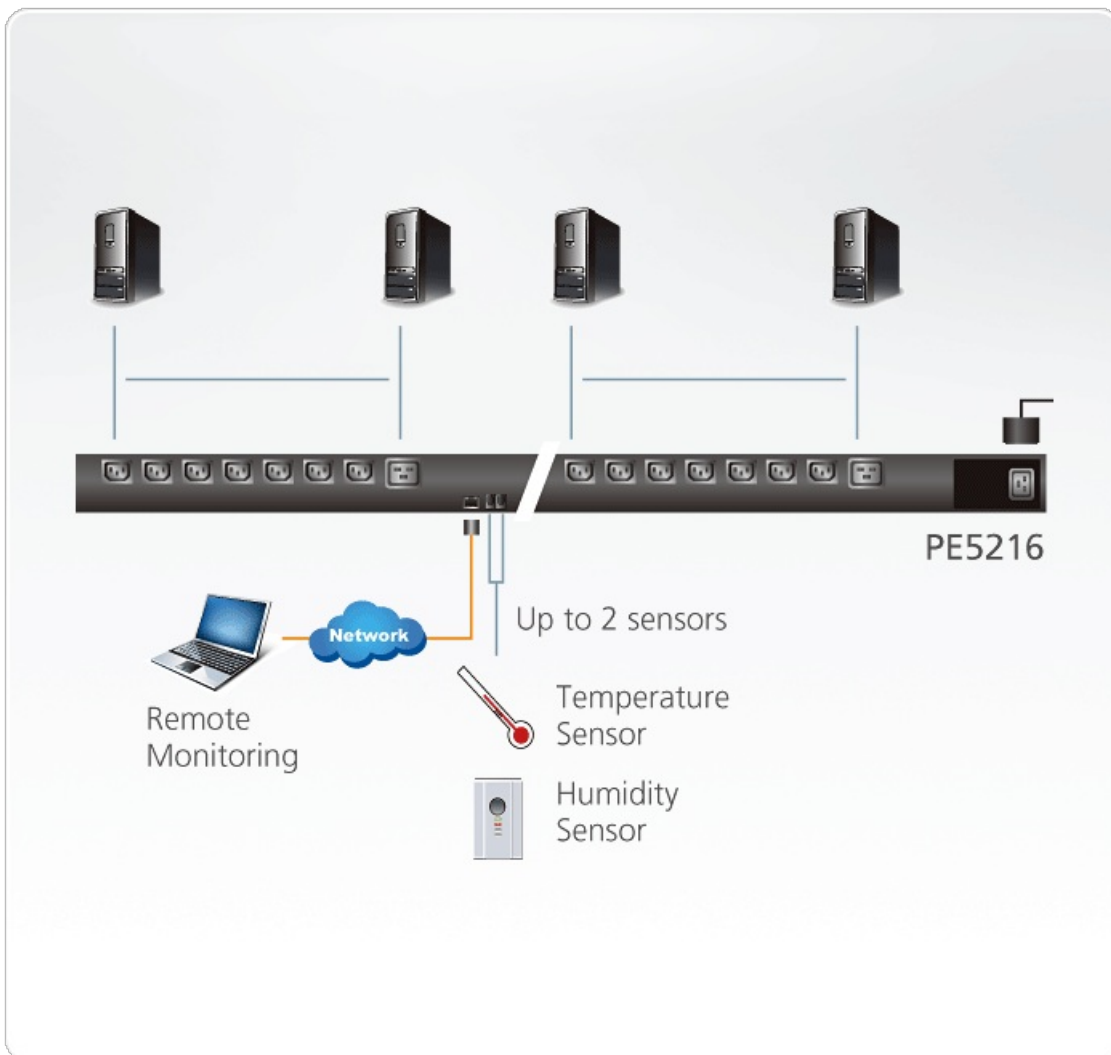 PE5216
Network
Up to 2 sensors
Remote
Monitoring
Temperature
Sensor
Humidity
Sensor